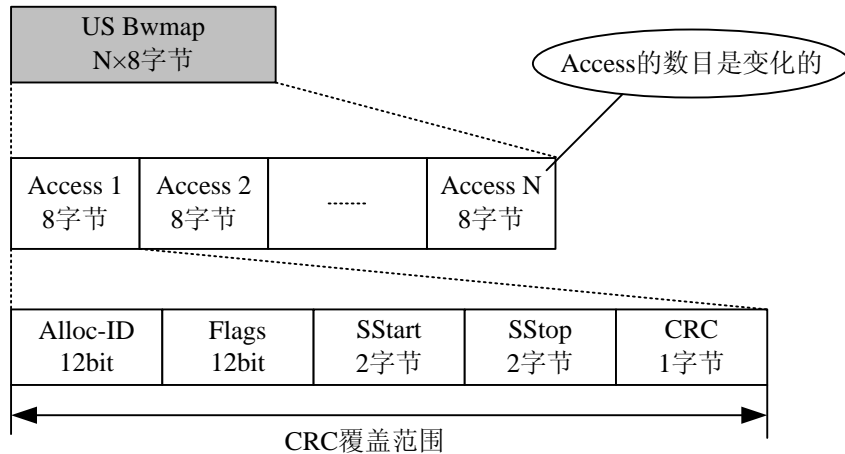 US Bwmap
N×8字节
Access的数目是变化的
Access 1
8字节
Access 2
8字节
......
Access N
8字节
Alloc-ID
12bit
Flags
12bit
SStart
2字节
SStop
2字节
CRC
1字节
CRC覆盖范围